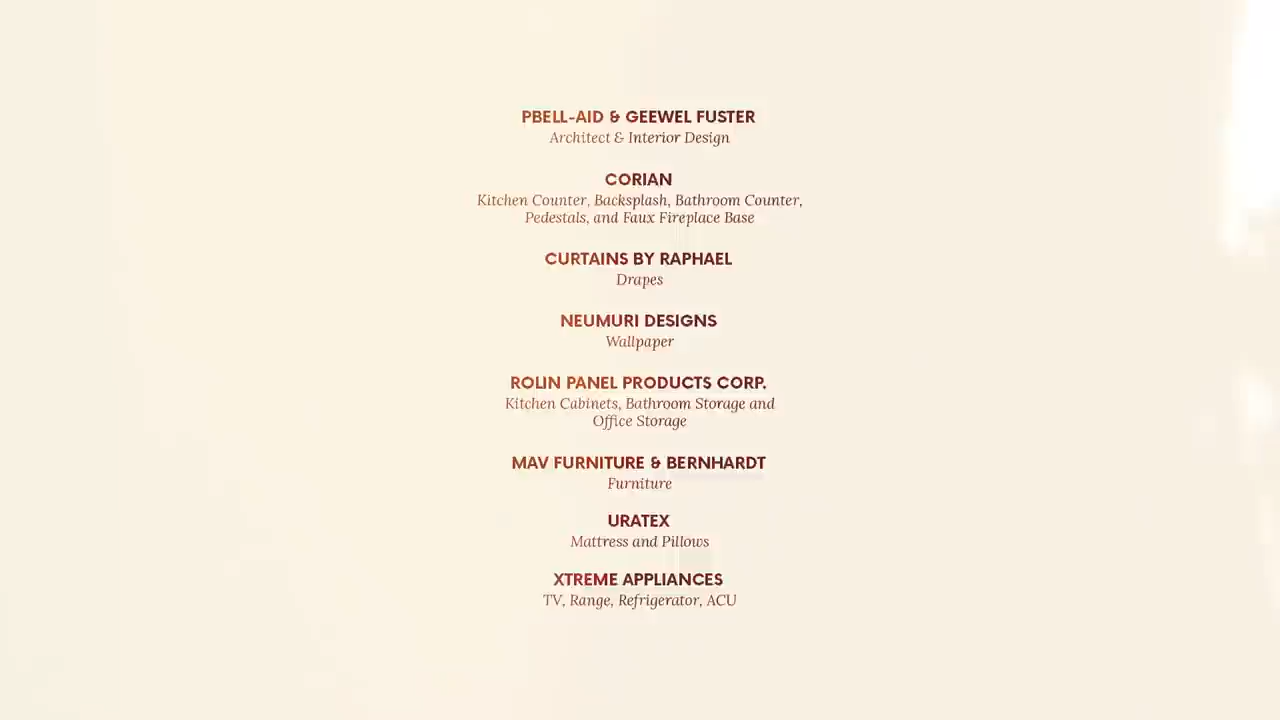 PBELL-AID & GEEWEL FUSTER
Architect & Interior Design
CORIAN
Kitchen Counter, Backsplash, Bathroom Counter,
Pedestals, and Faux Fireplace Base
CURTAINS BY RAPHAEL
Drapes
NEUMURI DESIGNS
Wallpaper
ROLIN PANEL PRODUCTS CORP.
Kitchen Cabinets, Bathroom Storage and
Office Storage
MAV FURNITURE & BERNHARDT
Furniture
URATEX
Mattress and Pillows
XTREME APPLIANCES
TV, Range, Refrigerator, ACU